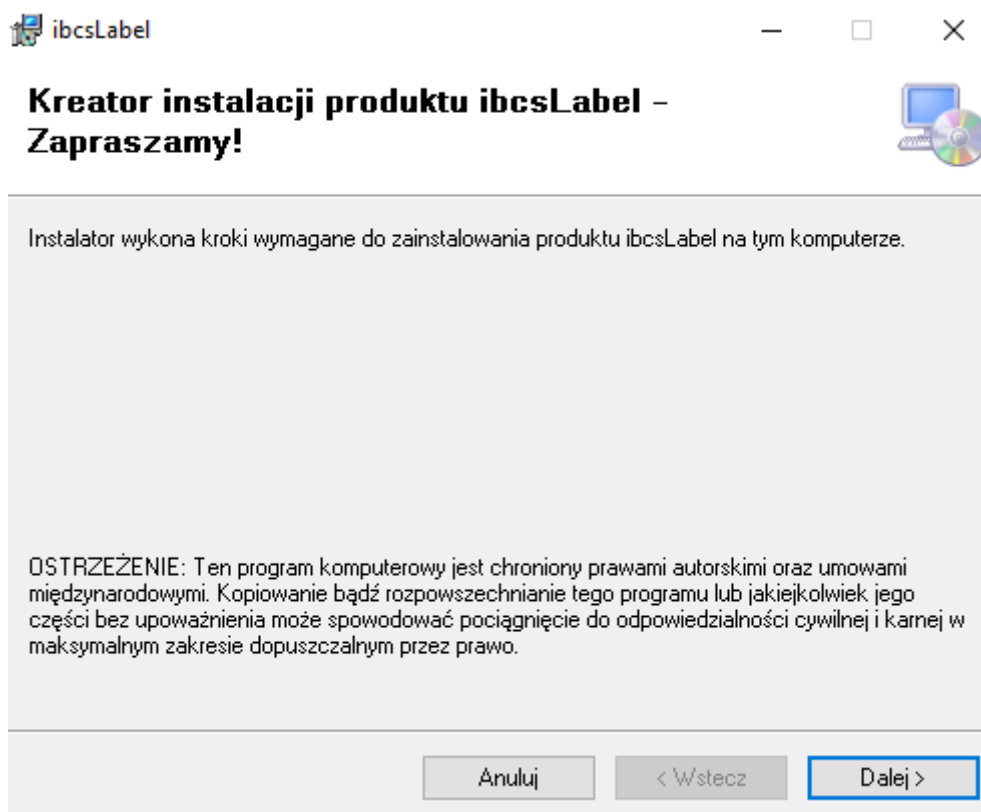 ibcsLabel
Kreator instalacji produktu ibcsLabel -
Zapraszamy!
Instalator wykona kroki wymagane do zainstalowania produktu ibcsLabel na tym komputerze.
OSTRZEŻENIE: Ten program komputerowy jest chroniony prawami autorskimi oraz umowami
międzynarodowymi. Kopiowanie bądź rozpowszechnianie tego programu lub jakiejkolwiek jego
części bez upoważnienia może spowodować pociągnięcie do odpowiedzialności cywilnej i karnej w
maksymalnym zakresie dopuszczalnym przez prawo.
Anuluj
< Wstecz
Dalej >